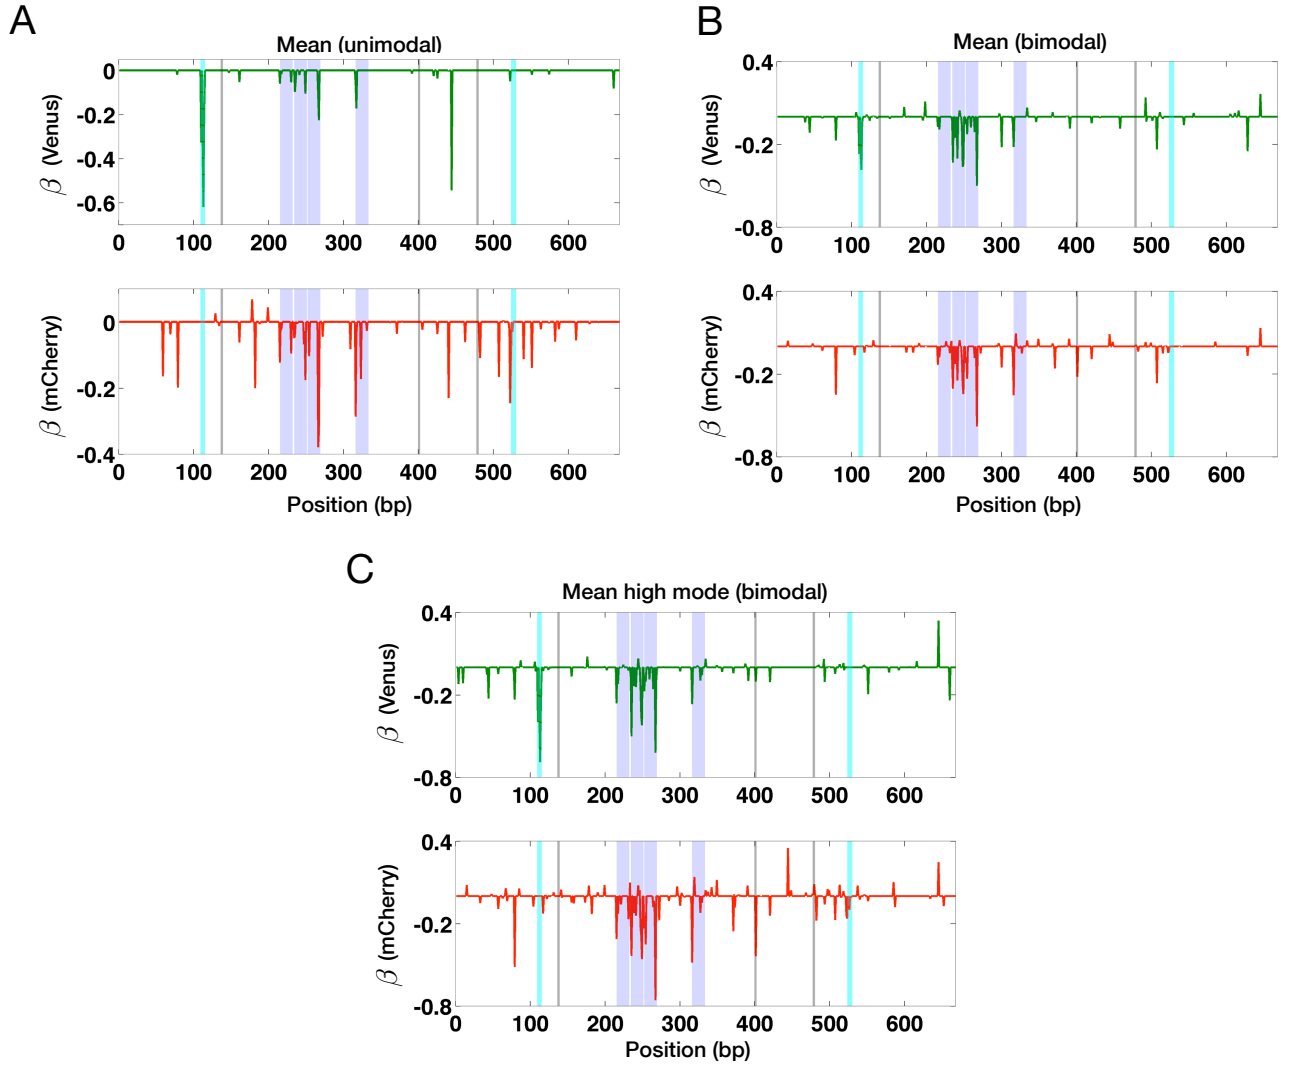 A
Mean (unimodal)
0
-0.2
-0.4
-0.6
β (Venus)
0 100 200 300 400 500 600
0
-0.2
-0.4
β (mCherry)
0 100 200 300 400 500 600
Position (bp)
B
Mean (bimodal)
0.4
-0.2
-0.8
β (Venus)
0 100 200 300 400 500 600
0.4
-0.2
-0.8
β (mCherry)
0 100 200 300 400 500 600
Position (bp)
C
Mean high mode (bimodal)
0.4
-0.2
-0.8
β (Venus)
0 100 200 300 400 500 600
0.4
-0.2
-0.8
β (mCherry)
0 100 200 300 400 500 600
Position (bp)